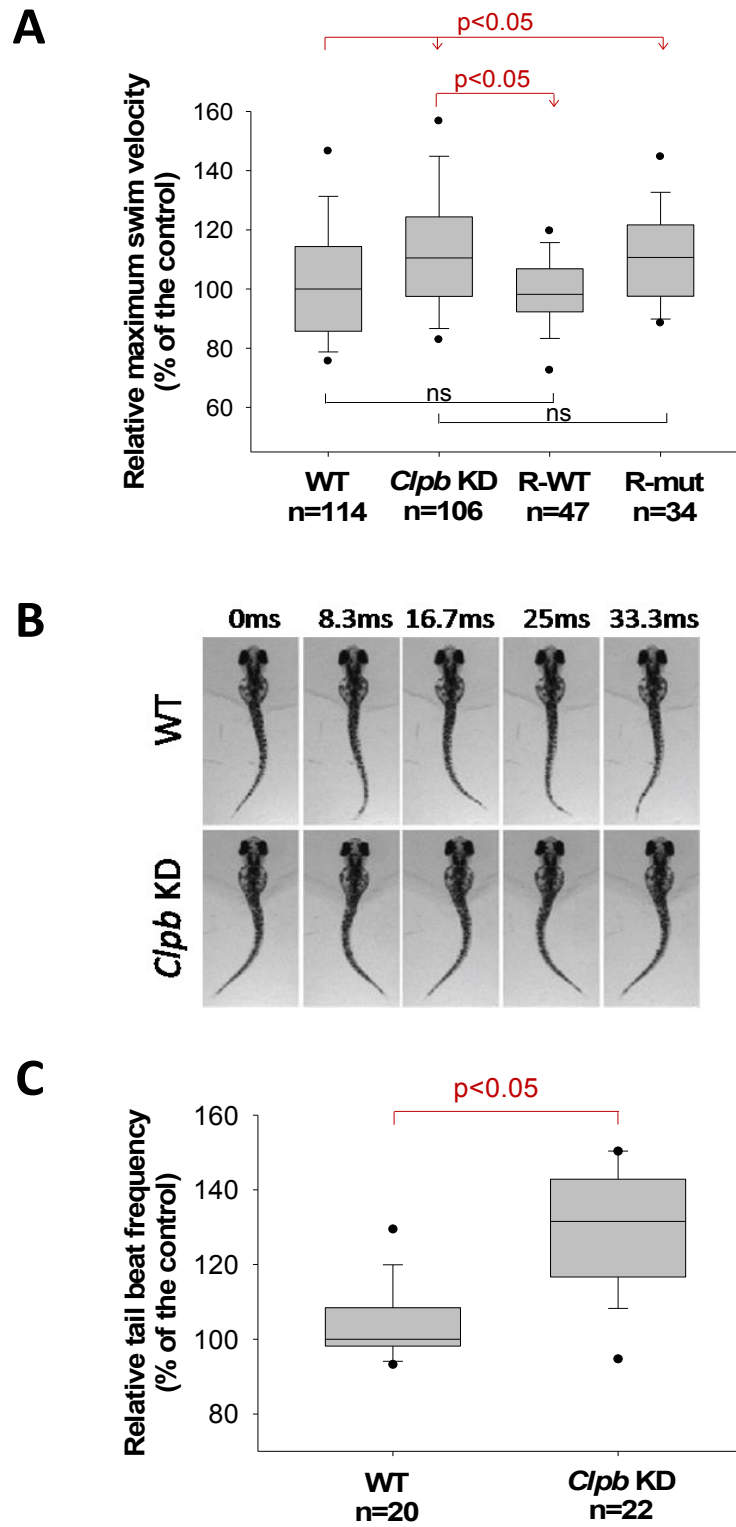 A
p<0.05
p<0.05
Relative maximum swim velocity
(% of the control)
160
140
120
100
80
60
ns
ns
WT
n=114
Clpb KD
n=106
R-WT
n=47
R-mut
n=34
B
0ms 8.3ms 16.7ms 25ms 33.3ms
WT
Clpb KD
C
p<0.05
Relative tail beat frequency
(% of the control)
160
140
120
100
80
WT
n=20
Clpb KD
n=22